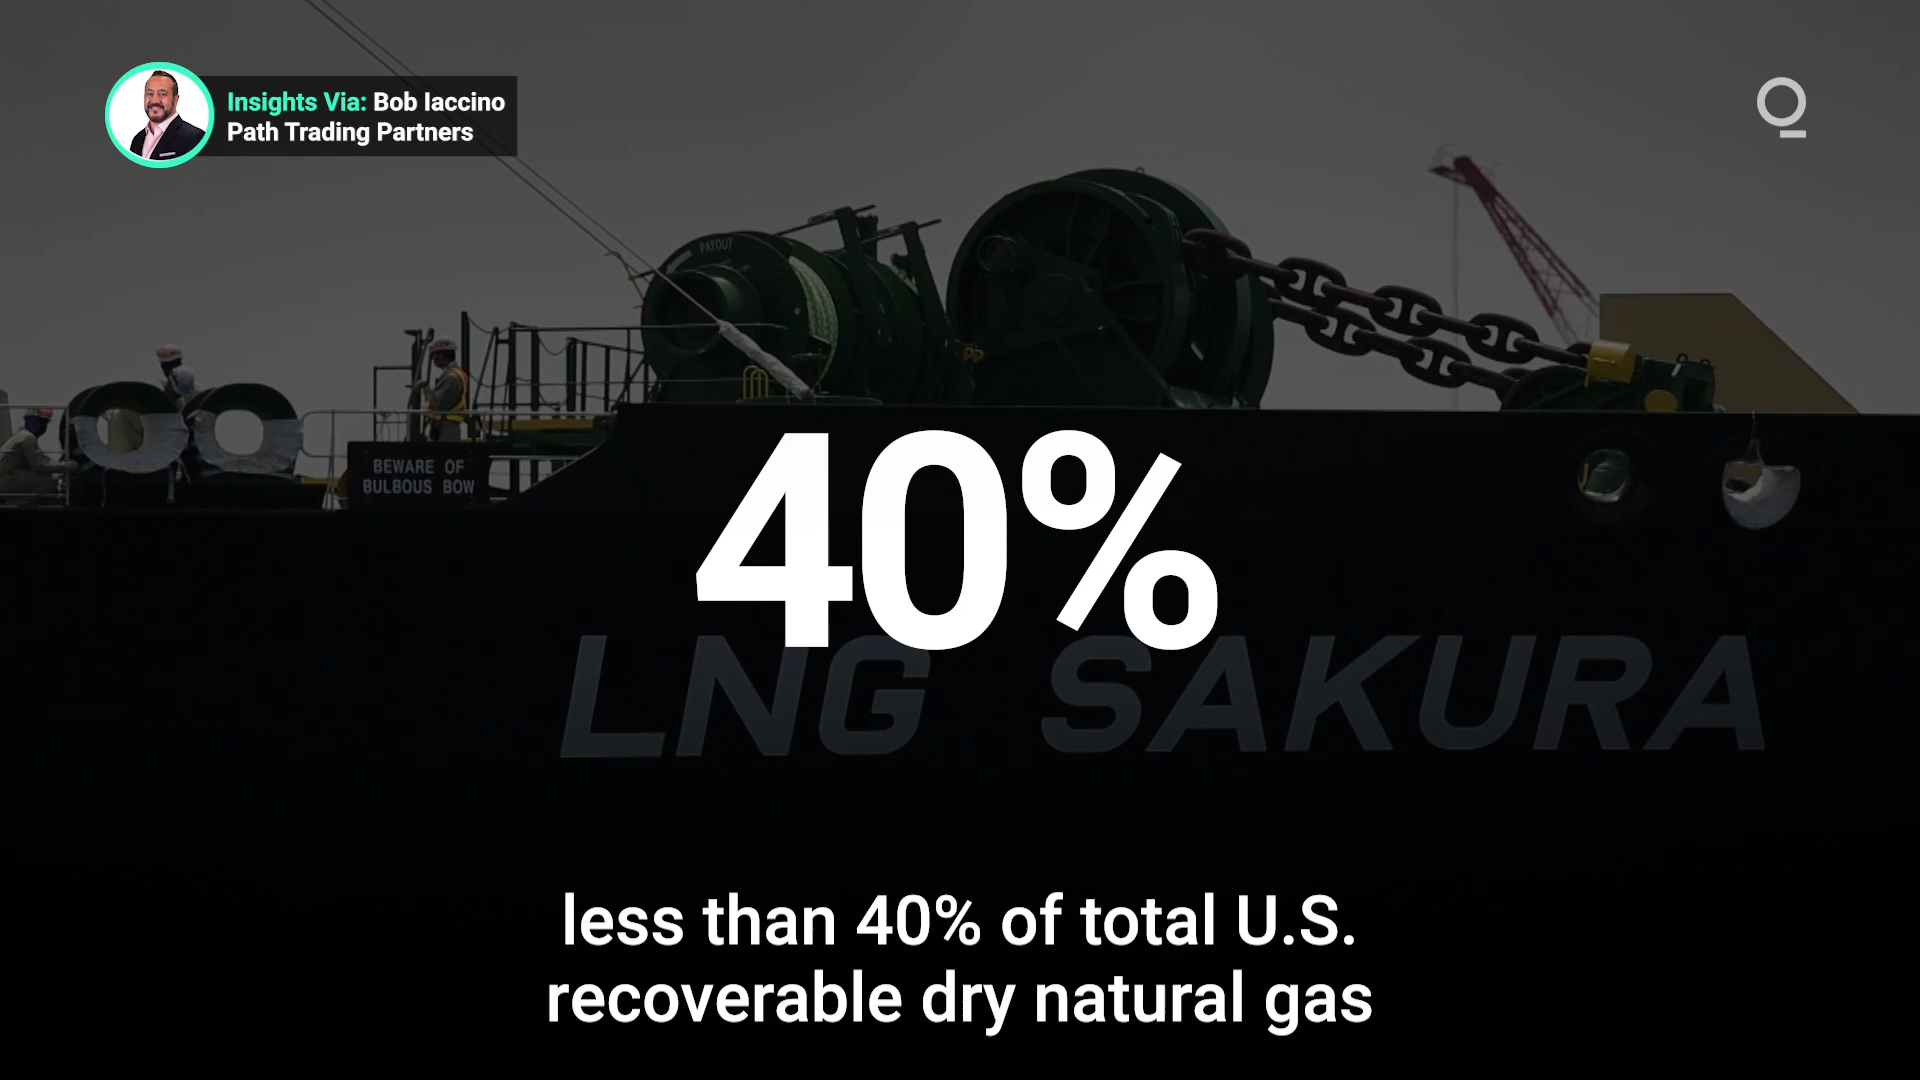 Insights Via: Bob Iaccino
Path Trading Partners
PAYOUT
BEWARE OF
BULBOUS BOW
40%
LNG SAKURA
less than 40% of total U.S.
recoverable dry natural gas